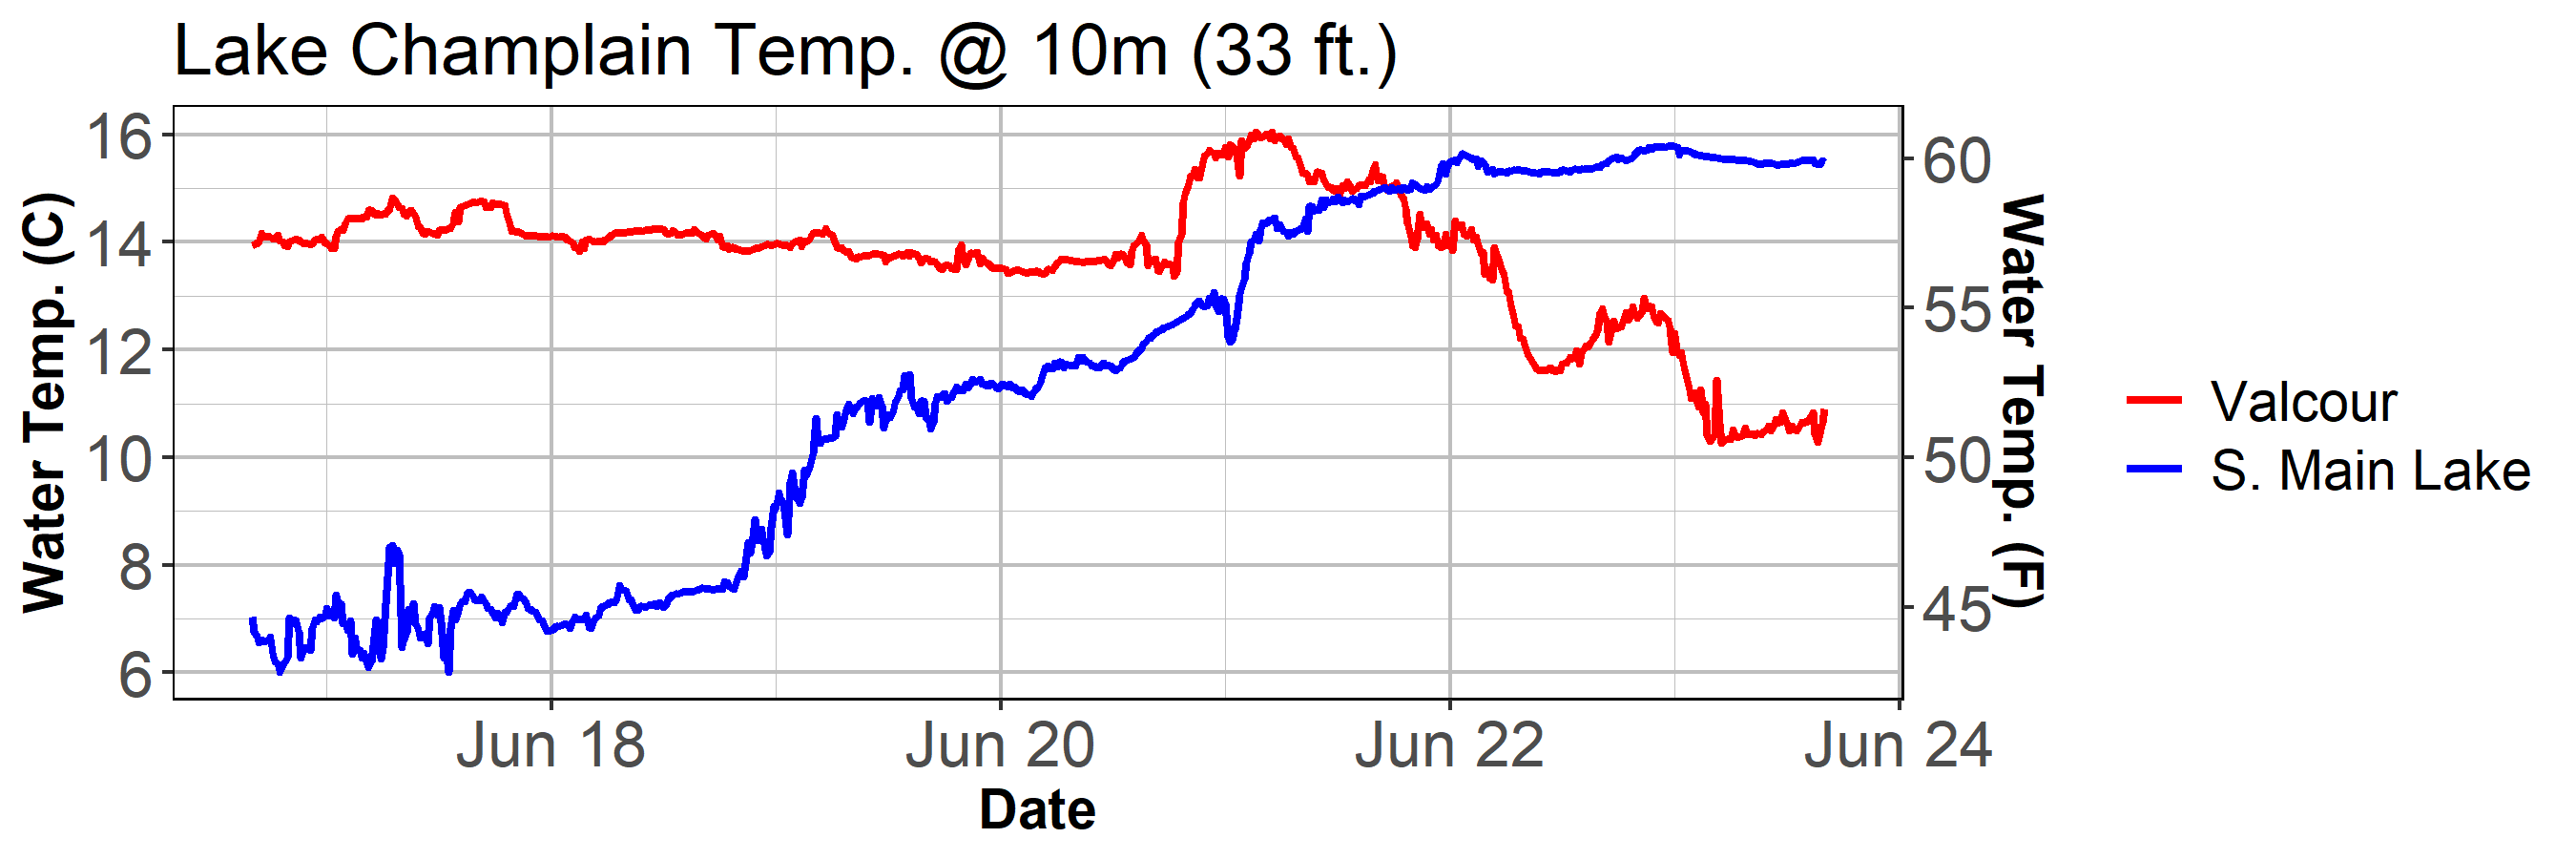 Lake Champlain Temp. @ 10m (33 ft.)
Water Temp. (C)
16
14
12
10
8
6
60
55
50
45
Water Temp. (F)
Jun 18
Jun 20
Jun 22
Jun 24
Date
Valcour
S. Main Lake